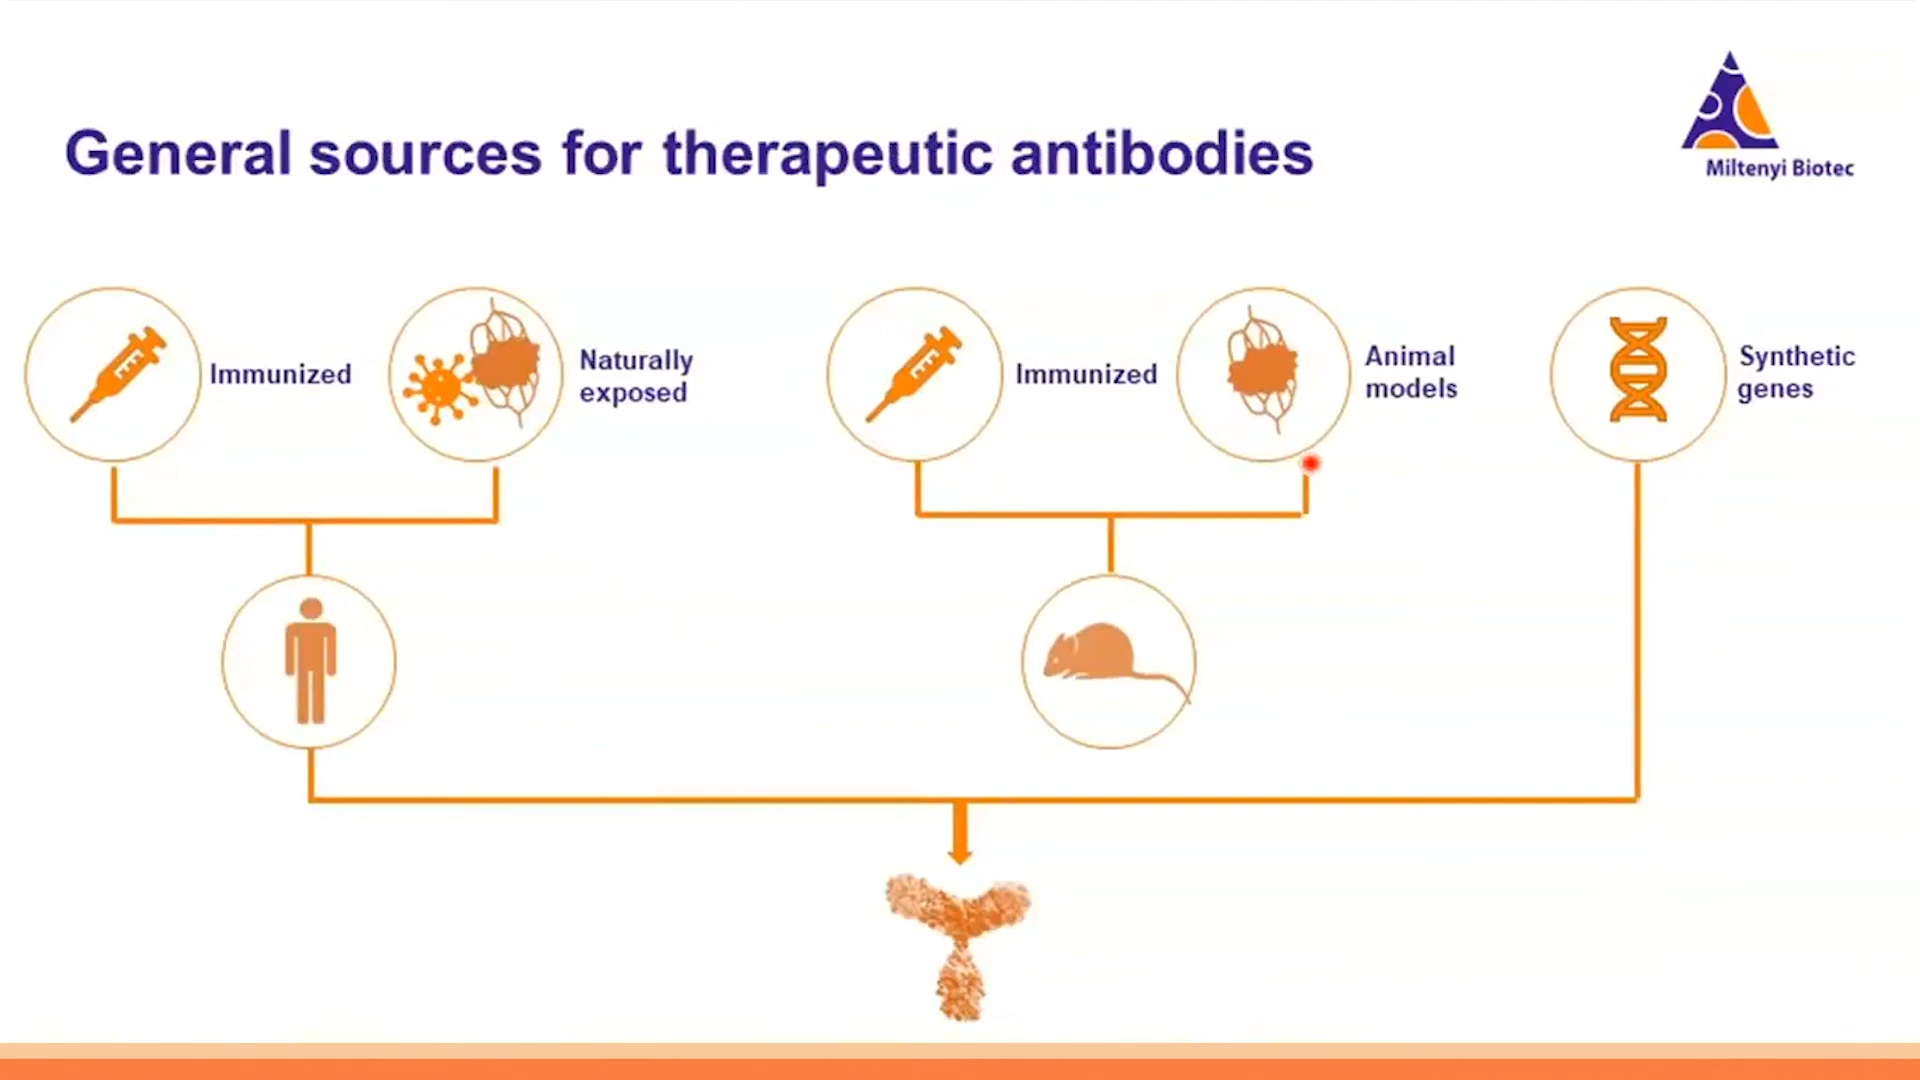 General sources for therapeutic antibodies
Miltenyi Biotec
Immunized
Naturally
exposed
Immunized
Animal
models
Synthetic
genes